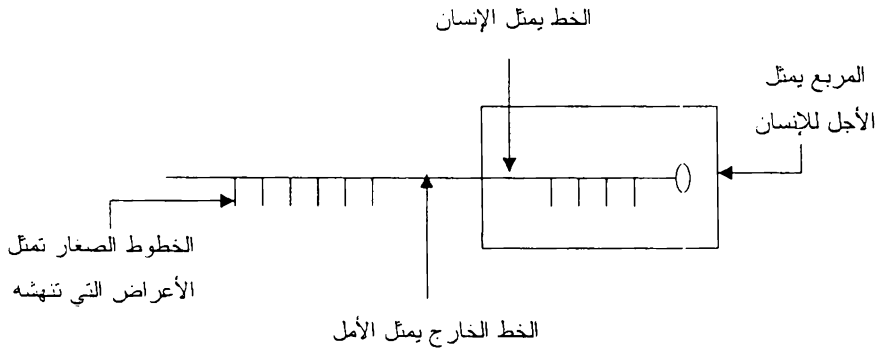 الخط يمثل الإنسان
المربع يمثل
الأجل للإنسان
الخطوط الصغار تمثل
الأعراض التي تنهشه
الخط الخارج يمثل الأمل